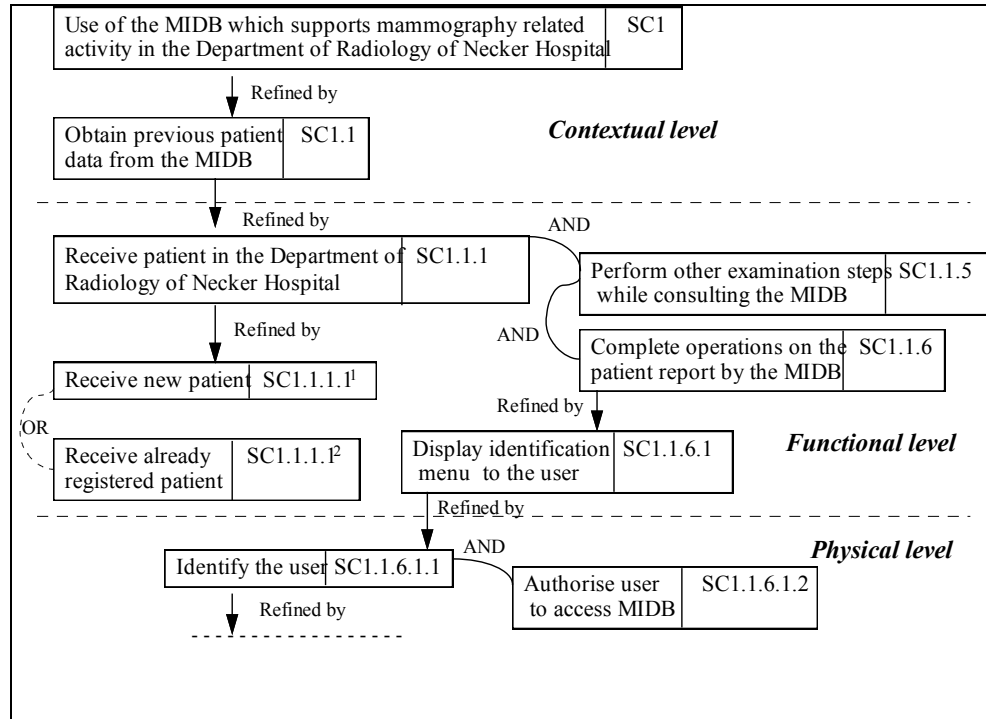 Use of the MIDB which supports mammography related
activity in the Department of Radiology of Necker Hospital
SC1
Refined by
Obtain previous patient
data from the MIDB
SC1.1
Contextual level
Refined by
AND
Receive patient in the Department of
Radiology of Necker Hospital
SC1.1.1
Perform other examination steps
while consulting the MIDB
SC1.1.5
Refined by
AND
Complete operations on the
patient report by the MIDB
SC1.1.6
Receive new patient
SC1.1.1.1¹
Refined by
OR
Receive already
registered patient
SC1.1.1.1²
Display identification
menu to the user
SC1.1.6.1
Functional level
Refined by
Physical level
Identify the user
SC1.1.6.1.1
AND
Authorise user
to access MIDB
SC1.1.6.1.2
Refined by